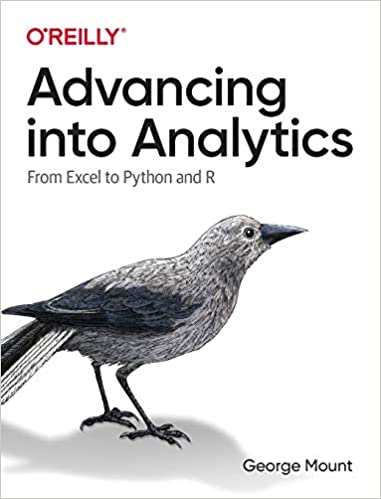 O'REILLY®
Advancing
into Analytics
From Excel to Python and R
George Mount